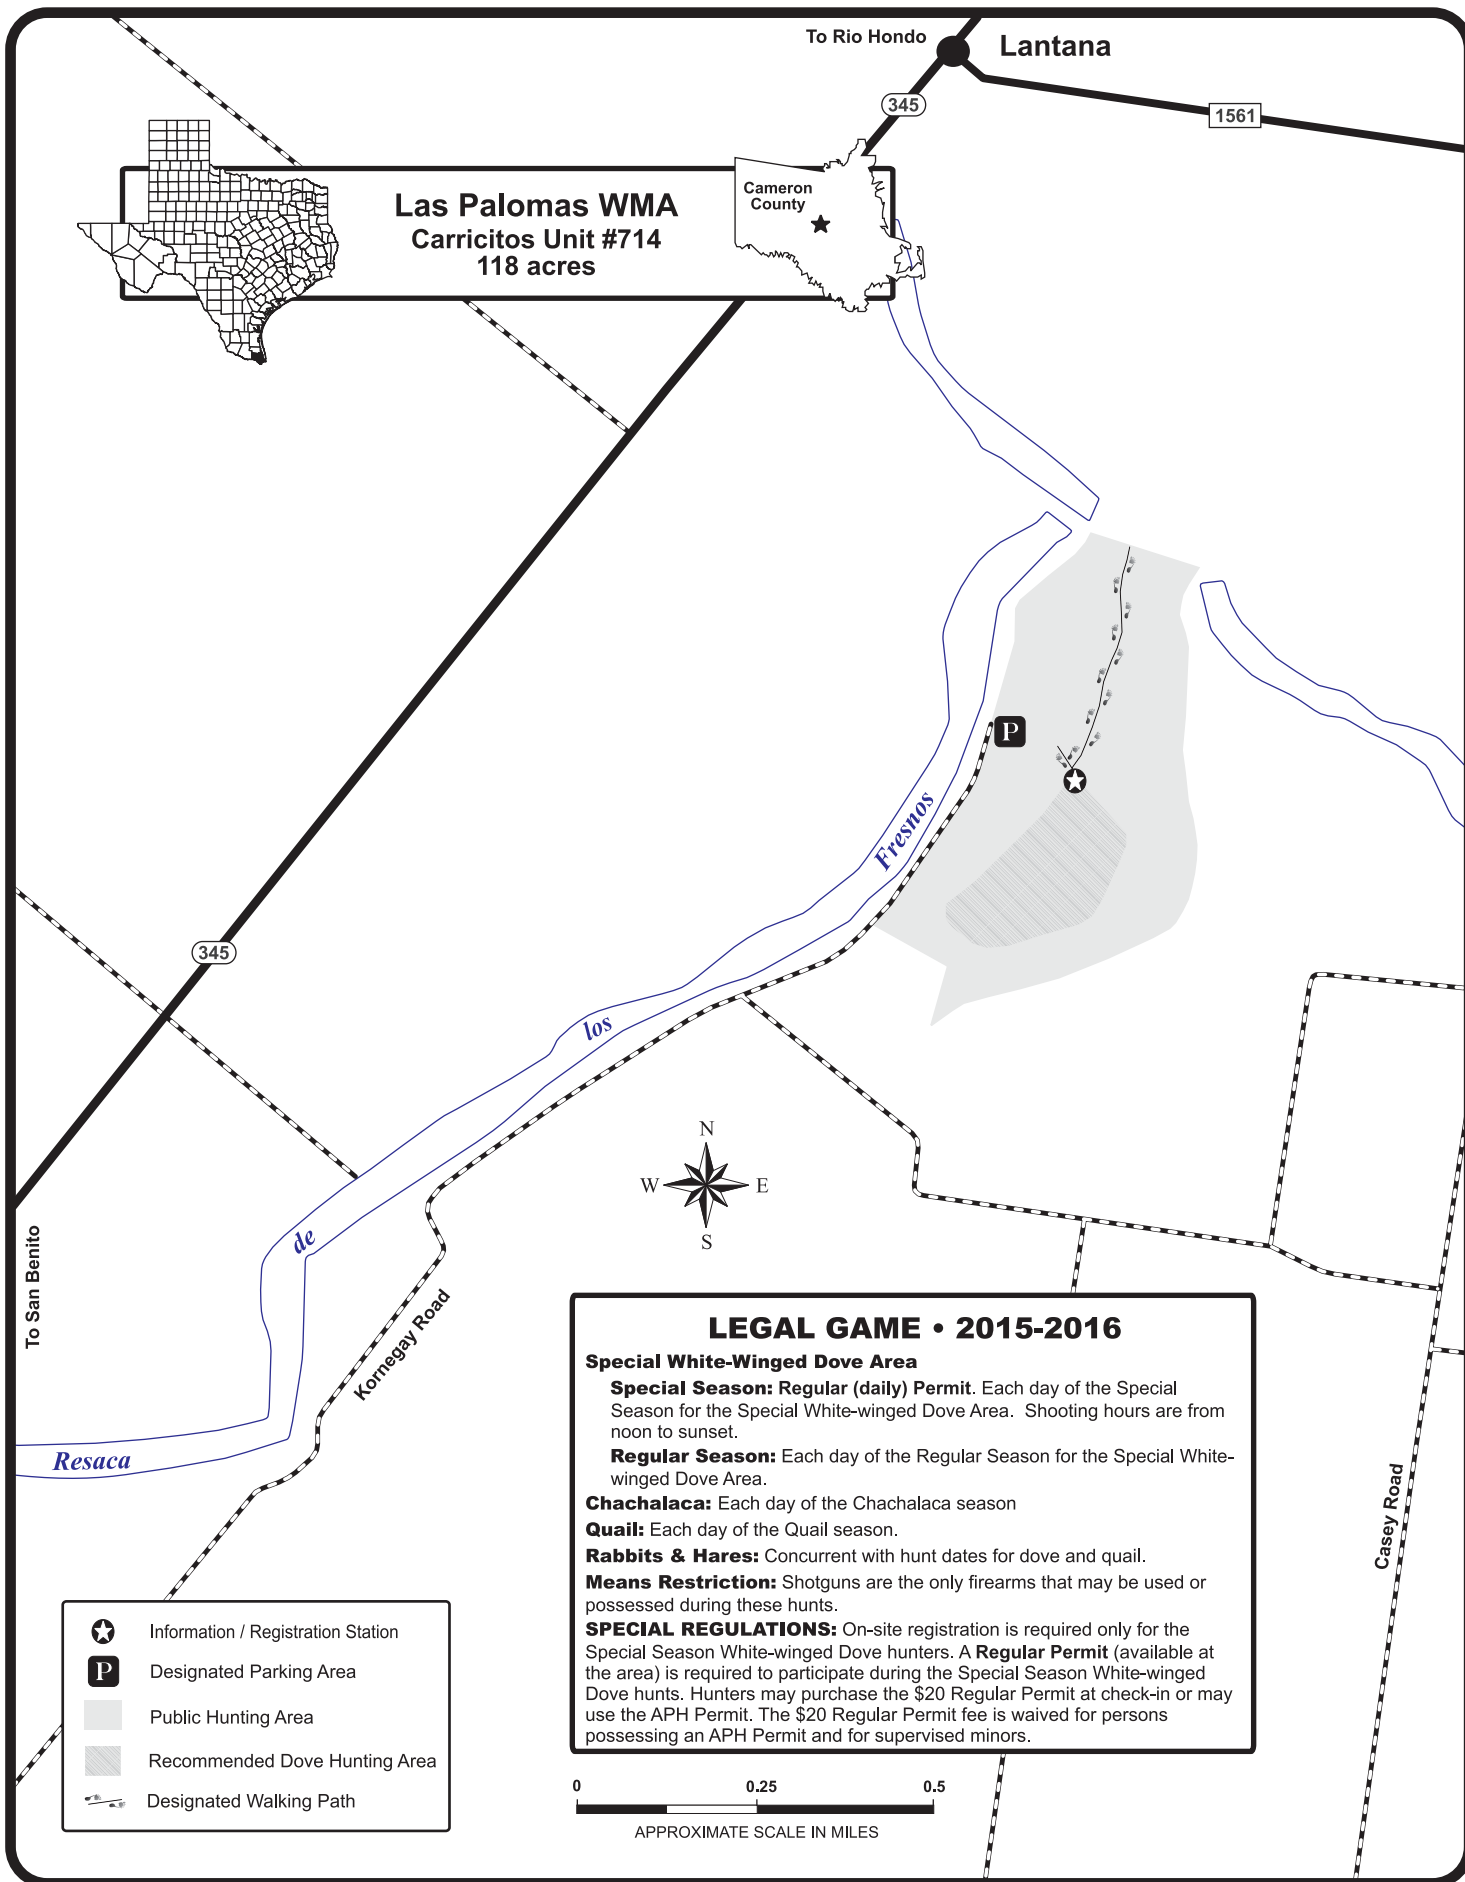 To Rio Hondo
Lantana
345
1561
Las Palomas WMA
Carricitos Unit #714
118 acres
Cameron
County
P
Fresnos
345
los
N
W E
S
de
To San Benito
Kornegay Road
Resaca
Casey Road
LEGAL GAME • 2015-2016
Special White-Winged Dove Area
Special Season: Regular (daily) Permit. Each day of the Special
Season for the Special White-winged Dove Area. Shooting hours are from
noon to sunset.
Regular Season: Each day of the Regular Season for the Special White-
winged Dove Area.
Chachalaca: Each day of the Chachalaca season
Quail: Each day of the Quail season.
Rabbits & Hares: Concurrent with hunt dates for dove and quail.
Means Restriction: Shotguns are the only firearms that may be used or
possessed during these hunts.
SPECIAL REGULATIONS: On-site registration is required only for the
Special Season White-winged Dove hunters. A Regular Permit (available at
the area) is required to participate during the Special Season White-winged
Dove hunts. Hunters may purchase the $20 Regular Permit at check-in or may
use the APH Permit. The $20 Regular Permit fee is waived for persons
possessing an APH Permit and for supervised minors.
Information / Registration Station
P Designated Parking Area
Public Hunting Area
Recommended Dove Hunting Area
Designated Walking Path
0 0.25 0.5
APPROXIMATE SCALE IN MILES